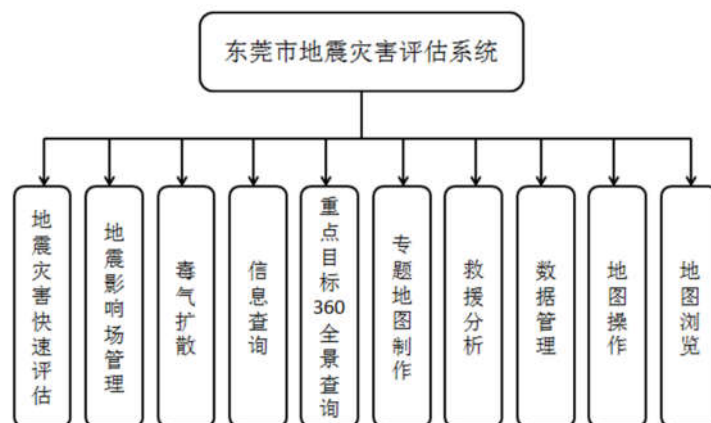 东莞市地震灾害评估系统
地震灾害快速评估
地震影响场管理
毒气扩散
信息查询
重点目标360全景查询
专题地图制作
救援分析
数据管理
地图操作
地图浏览